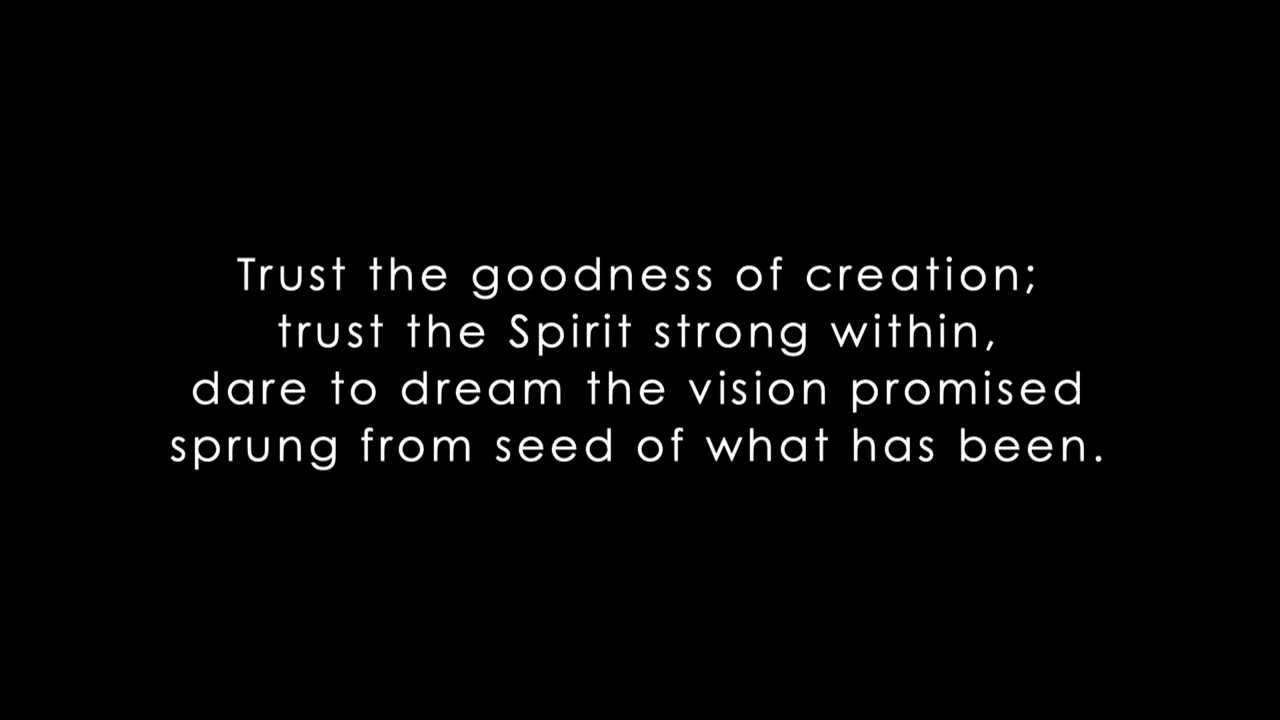 Trust the goodness of creation;
trust the Spirit strong within,
dare to dream the vision promised
sprung from seed of what has been.